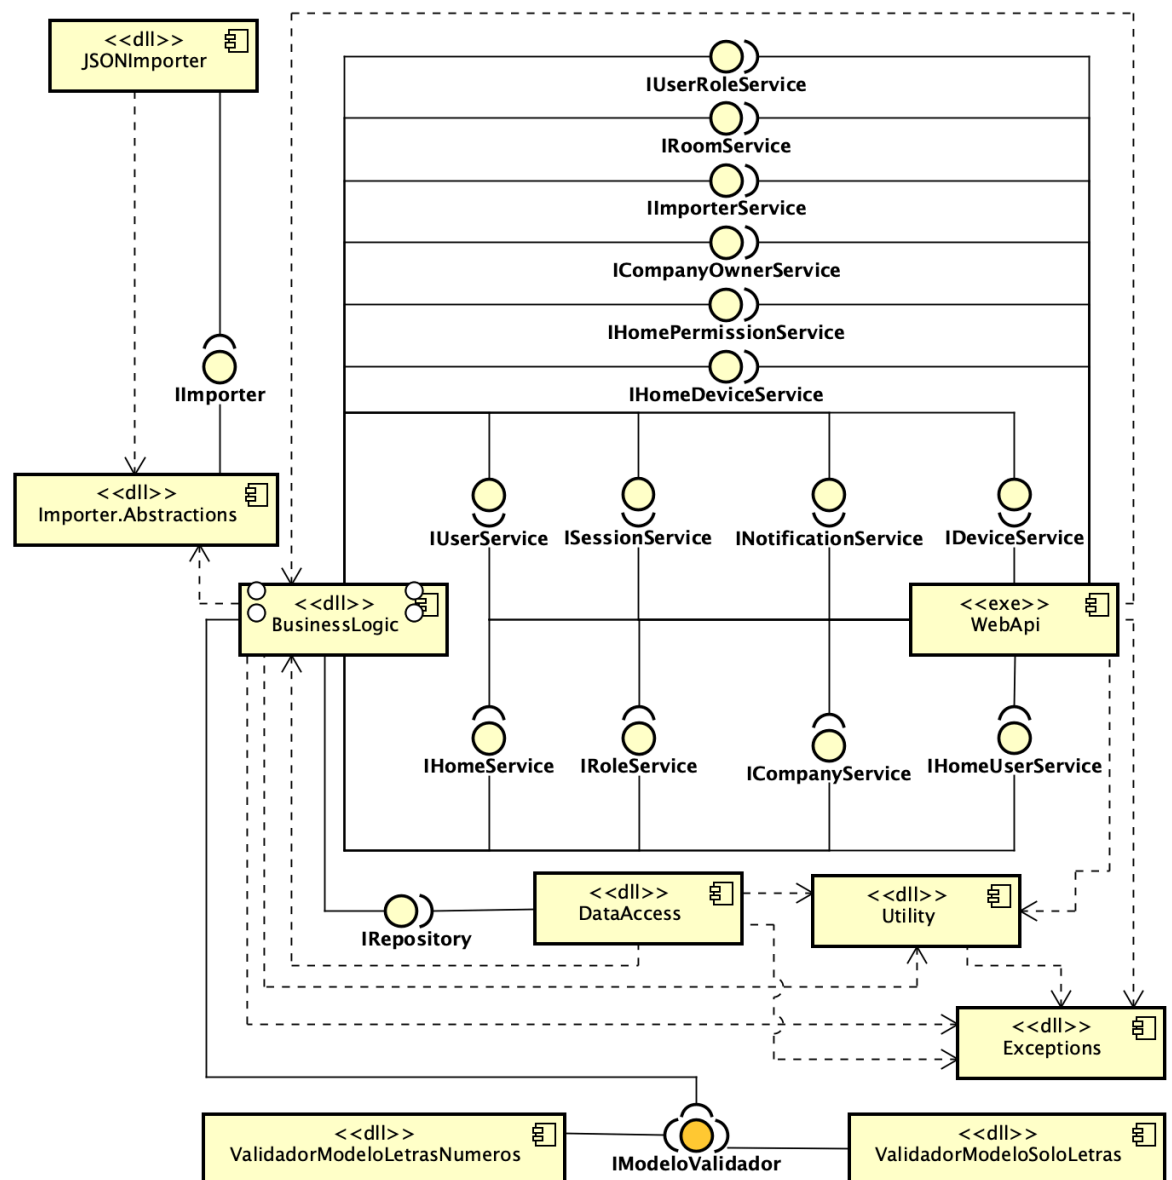 <<dll>>
JSONImporter
IUserRoleService
IRoomService
IImporterService
ICompanyOwnerService
IHomePermissionService
IHomeDeviceService
IImporter
<<dll>>
Importer.Abstractions
IUserService
ISessionService
INotificationService
IDeviceService
<<dll>>
BusinessLogic
<<exe>>
WebApi
IHomeService
IRoleService
ICompanyService
IHomeUserService
IRepository
<<dll>>
DataAccess
<<dll>>
Utility
<<dll>>
Exceptions
<<dll>>
ValidadorModeloLetrasNumeros
IModeloValidador
<<dll>>
ValidadorModeloSoloLetras